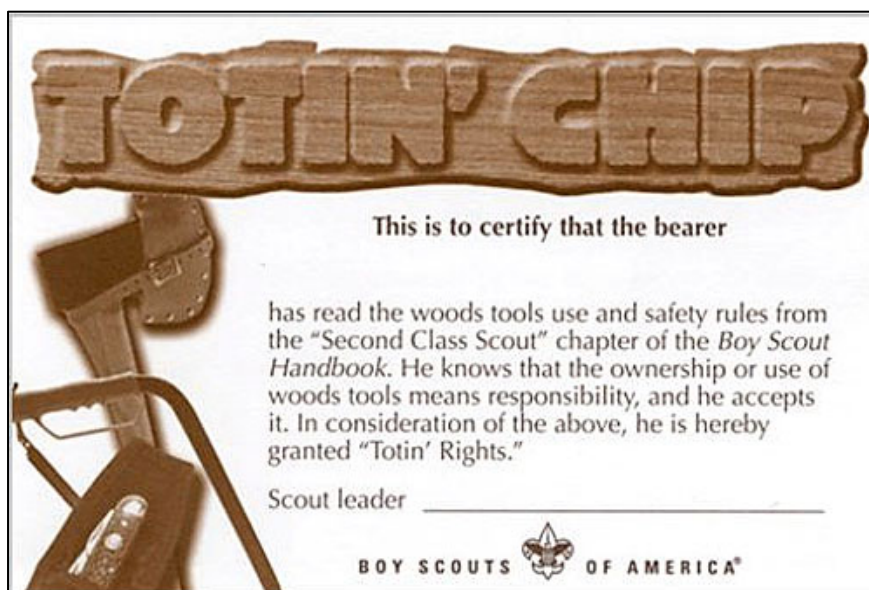 TOTIN' CHIP
This is to certify that the bearer
has read the woods tools use and safety rules from
the “Second Class Scout” chapter of the Boy Scout
Handbook. He knows that the ownership or use of
woods tools means responsibility, and he accepts
it. In consideration of the above, he is hereby
granted “Totin’ Rights.”
Scout leader
BOY SCOUTS OF AMERICA®